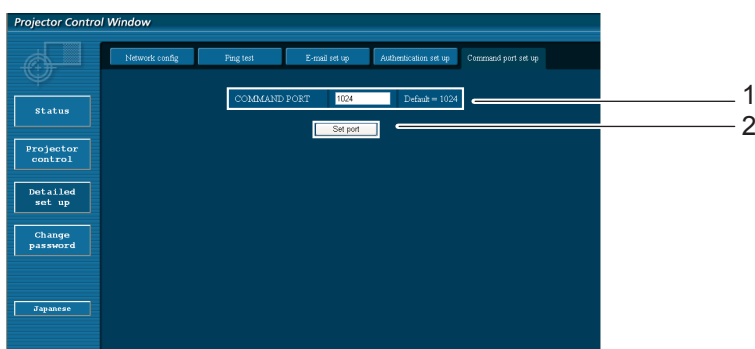 Projector Control Window
Network config
Ping test
E-mail set up
Authentication set up
Command port set up
COMMAND PORT 1024 Default = 1024
1
Set port
2
Status
Projector
control
Detailed
set up
Change
password
Japanese